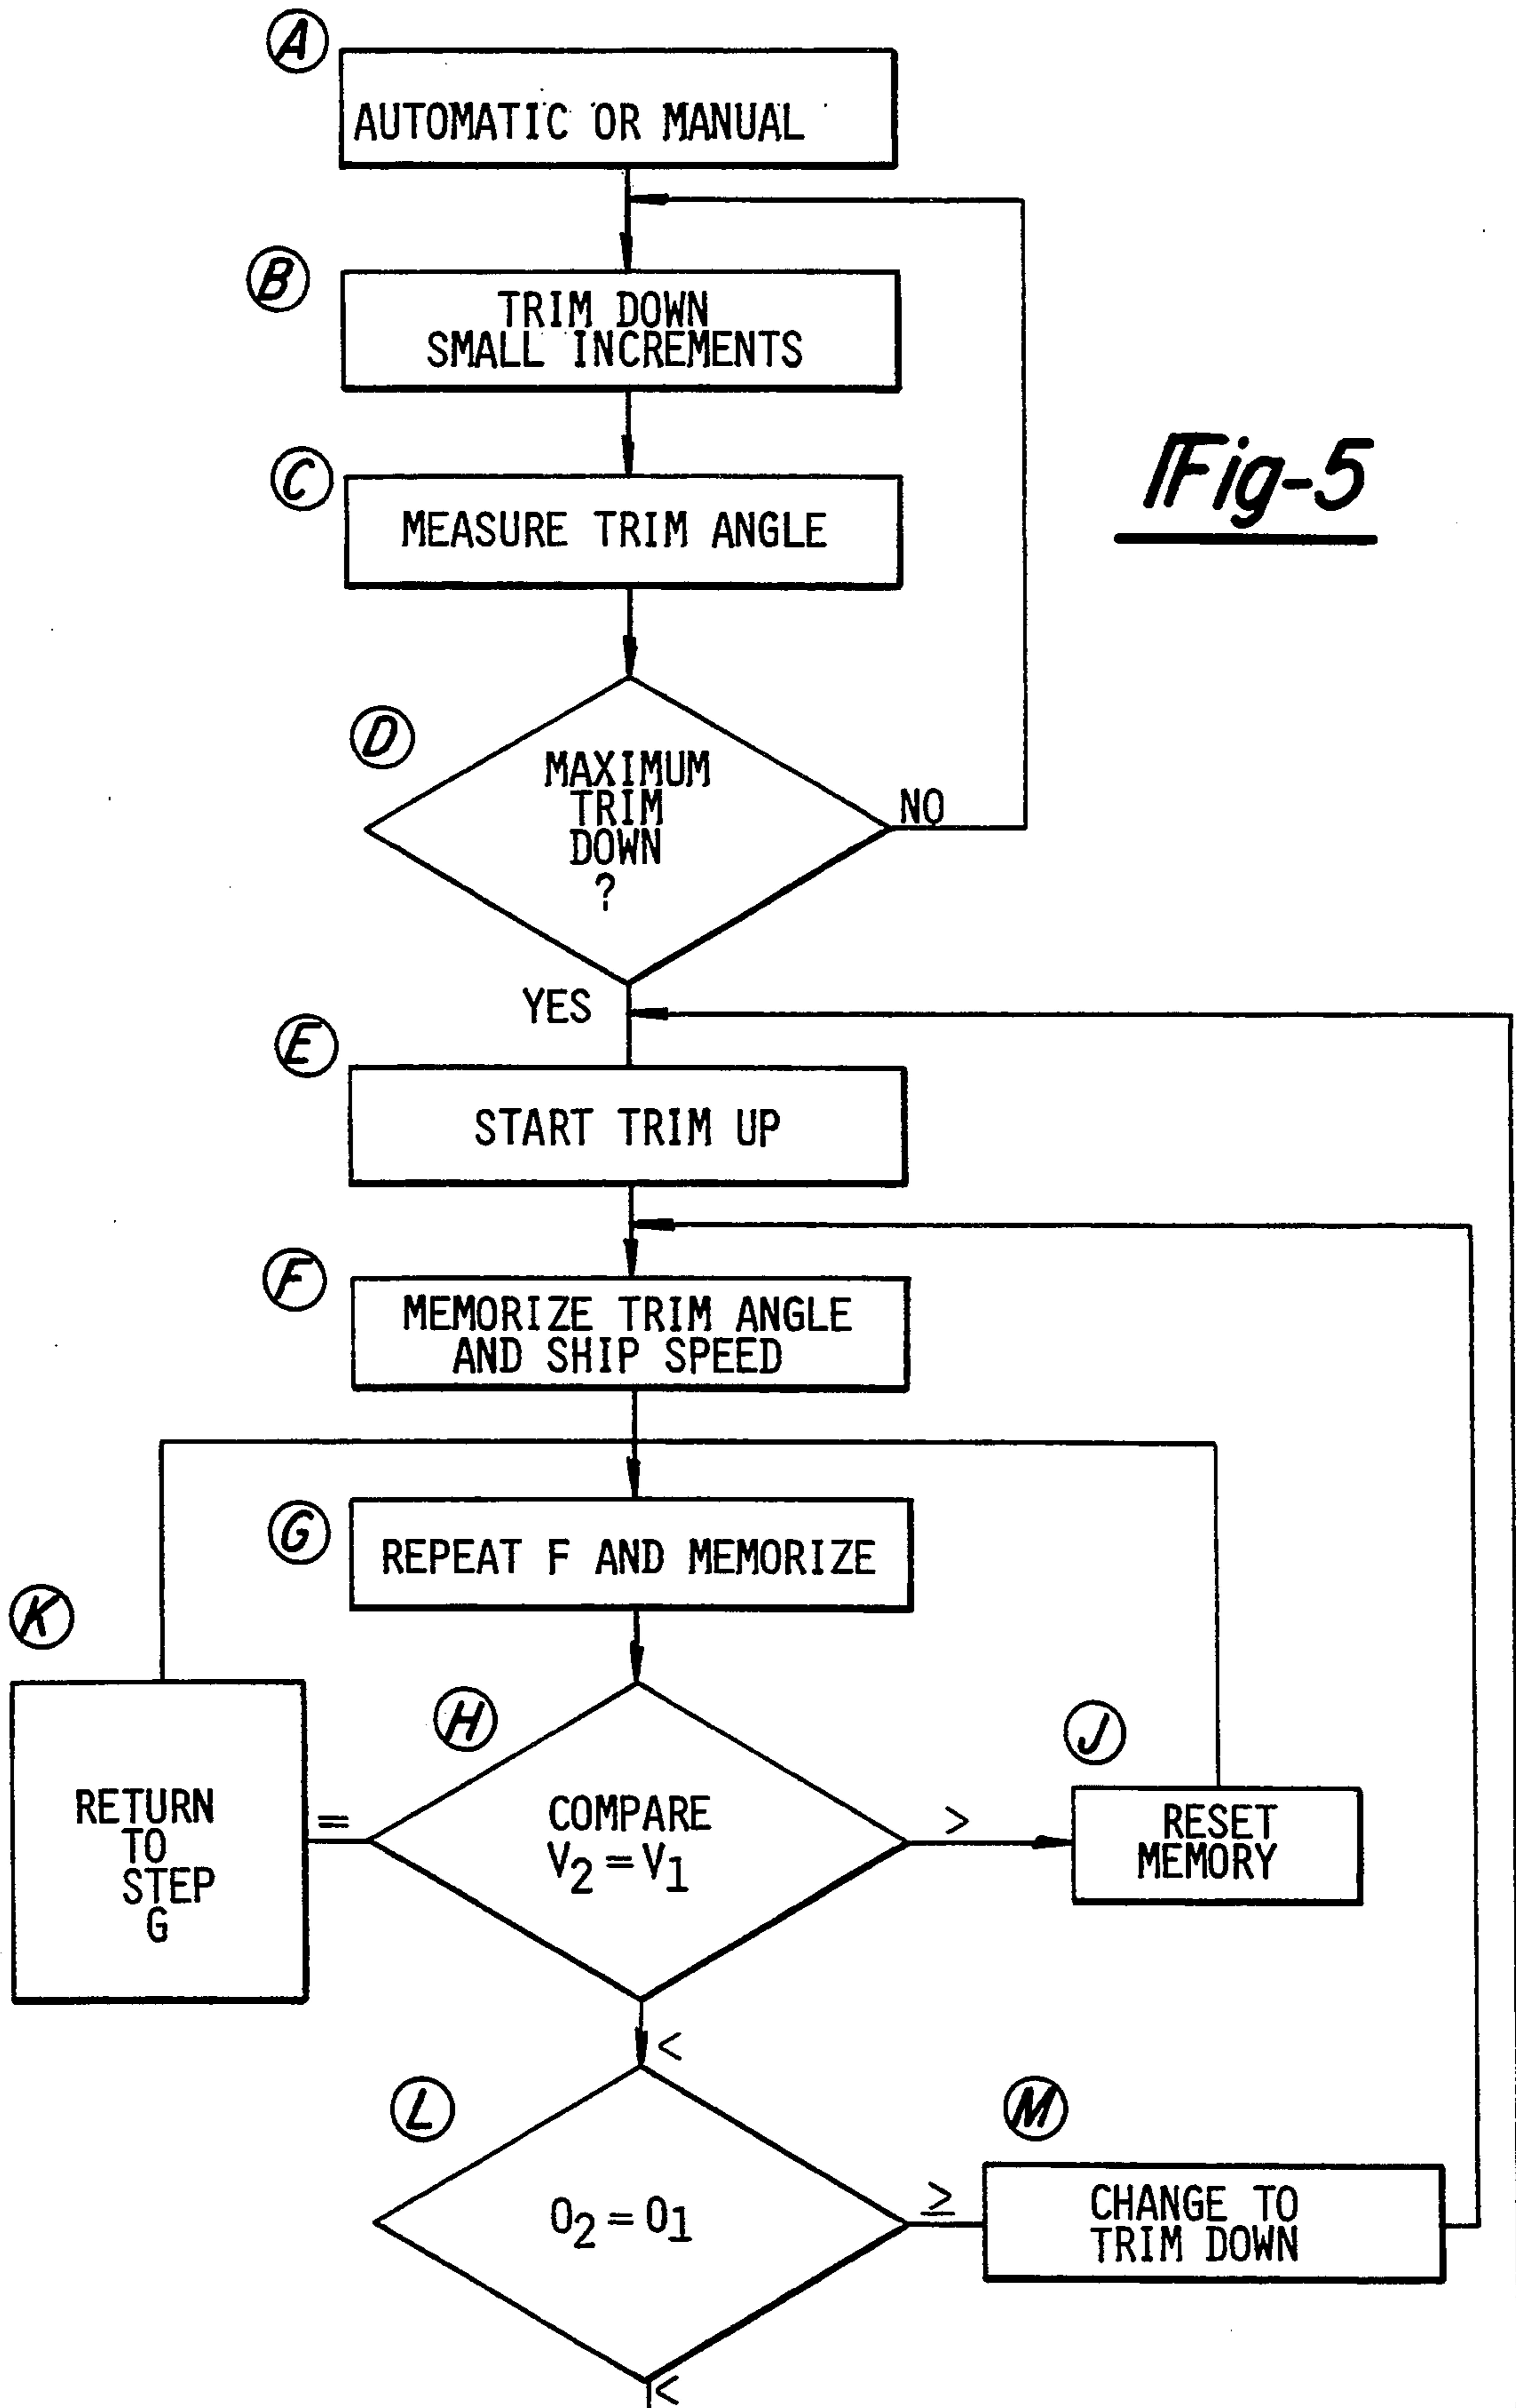 A
AUTOMATIC OR MANUAL
B
TRIM DOWN
SMALL INCREMENTS
C
MEASURE TRIM ANGLE
Fig-5
D
MAXIMUM
TRIM
DOWN
?
NO
YES
E
START TRIM UP
F
MEMORIZE TRIM ANGLE
AND SHIP SPEED
G
REPEAT F AND MEMORIZE
K
RETURN
TO
STEP
G
=
H
COMPARE
V₂ = V₁
>
J
RESET
MEMORY
<
L
O₂ = O₁
≥
M
CHANGE TO
TRIM DOWN
<